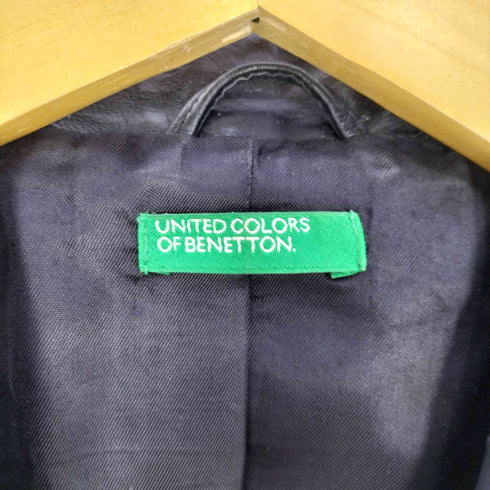 UNITED COLORS
OF BENETTON.